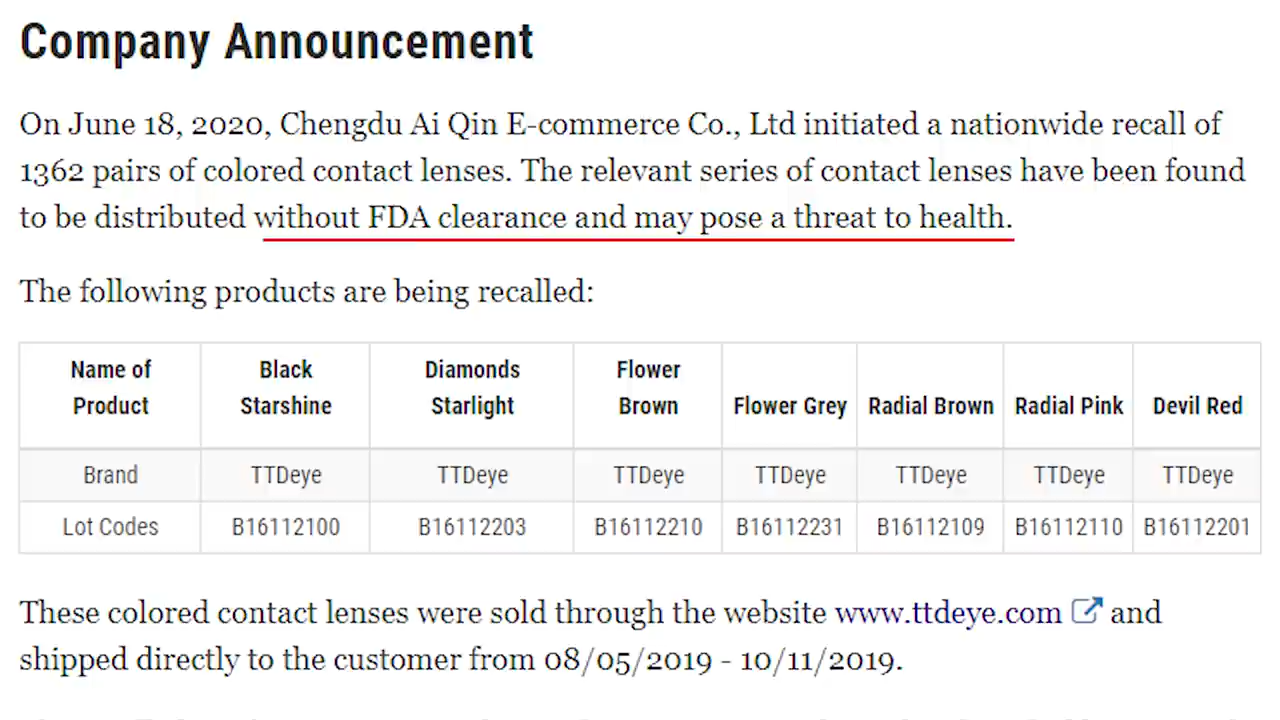 Company Announcement
On June 18, 2020, Chengdu Ai Qin E-commerce Co., Ltd initiated a nationwide recall of
1362 pairs of colored contact lenses. The relevant series of contact lenses have been found
to be distributed without FDA clearance and may pose a threat to health.
The following products are being recalled:
Name of Product Black Starshine Diamonds Starlight Flower Brown Flower Grey Radial Brown Radial Pink Devil Red
Brand TTDeye TTDeye TTDeye TTDeye TTDeye TTDeye TTDeye
Lot Codes B16112100 B16112203 B16112210 B16112231 B16112109 B16112110 B16112201
These colored contact lenses were sold through the website www.ttdeye.com and
shipped directly to the customer from 08/05/2019 - 10/11/2019.